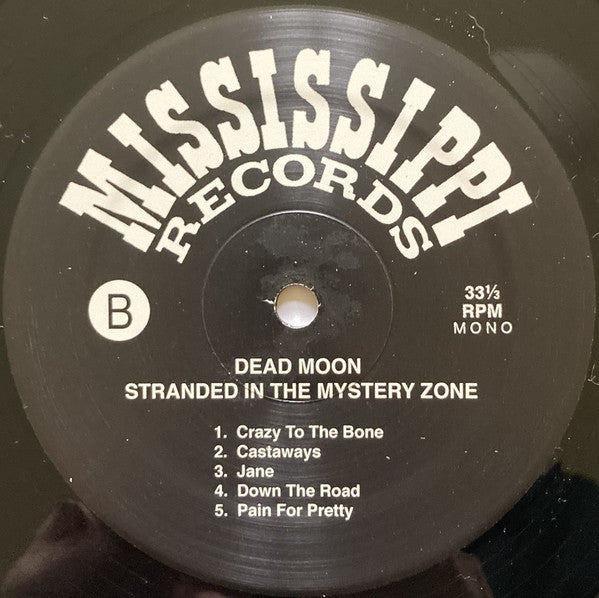 MISSISSIPPI
RECORDS
B
33⅓
RPM
MONO
DEAD MOON
STRANDED IN THE MYSTERY ZONE
1. Crazy To The Bone
2. Castaways
3. Jane
4. Down The Road
5. Pain For Pretty